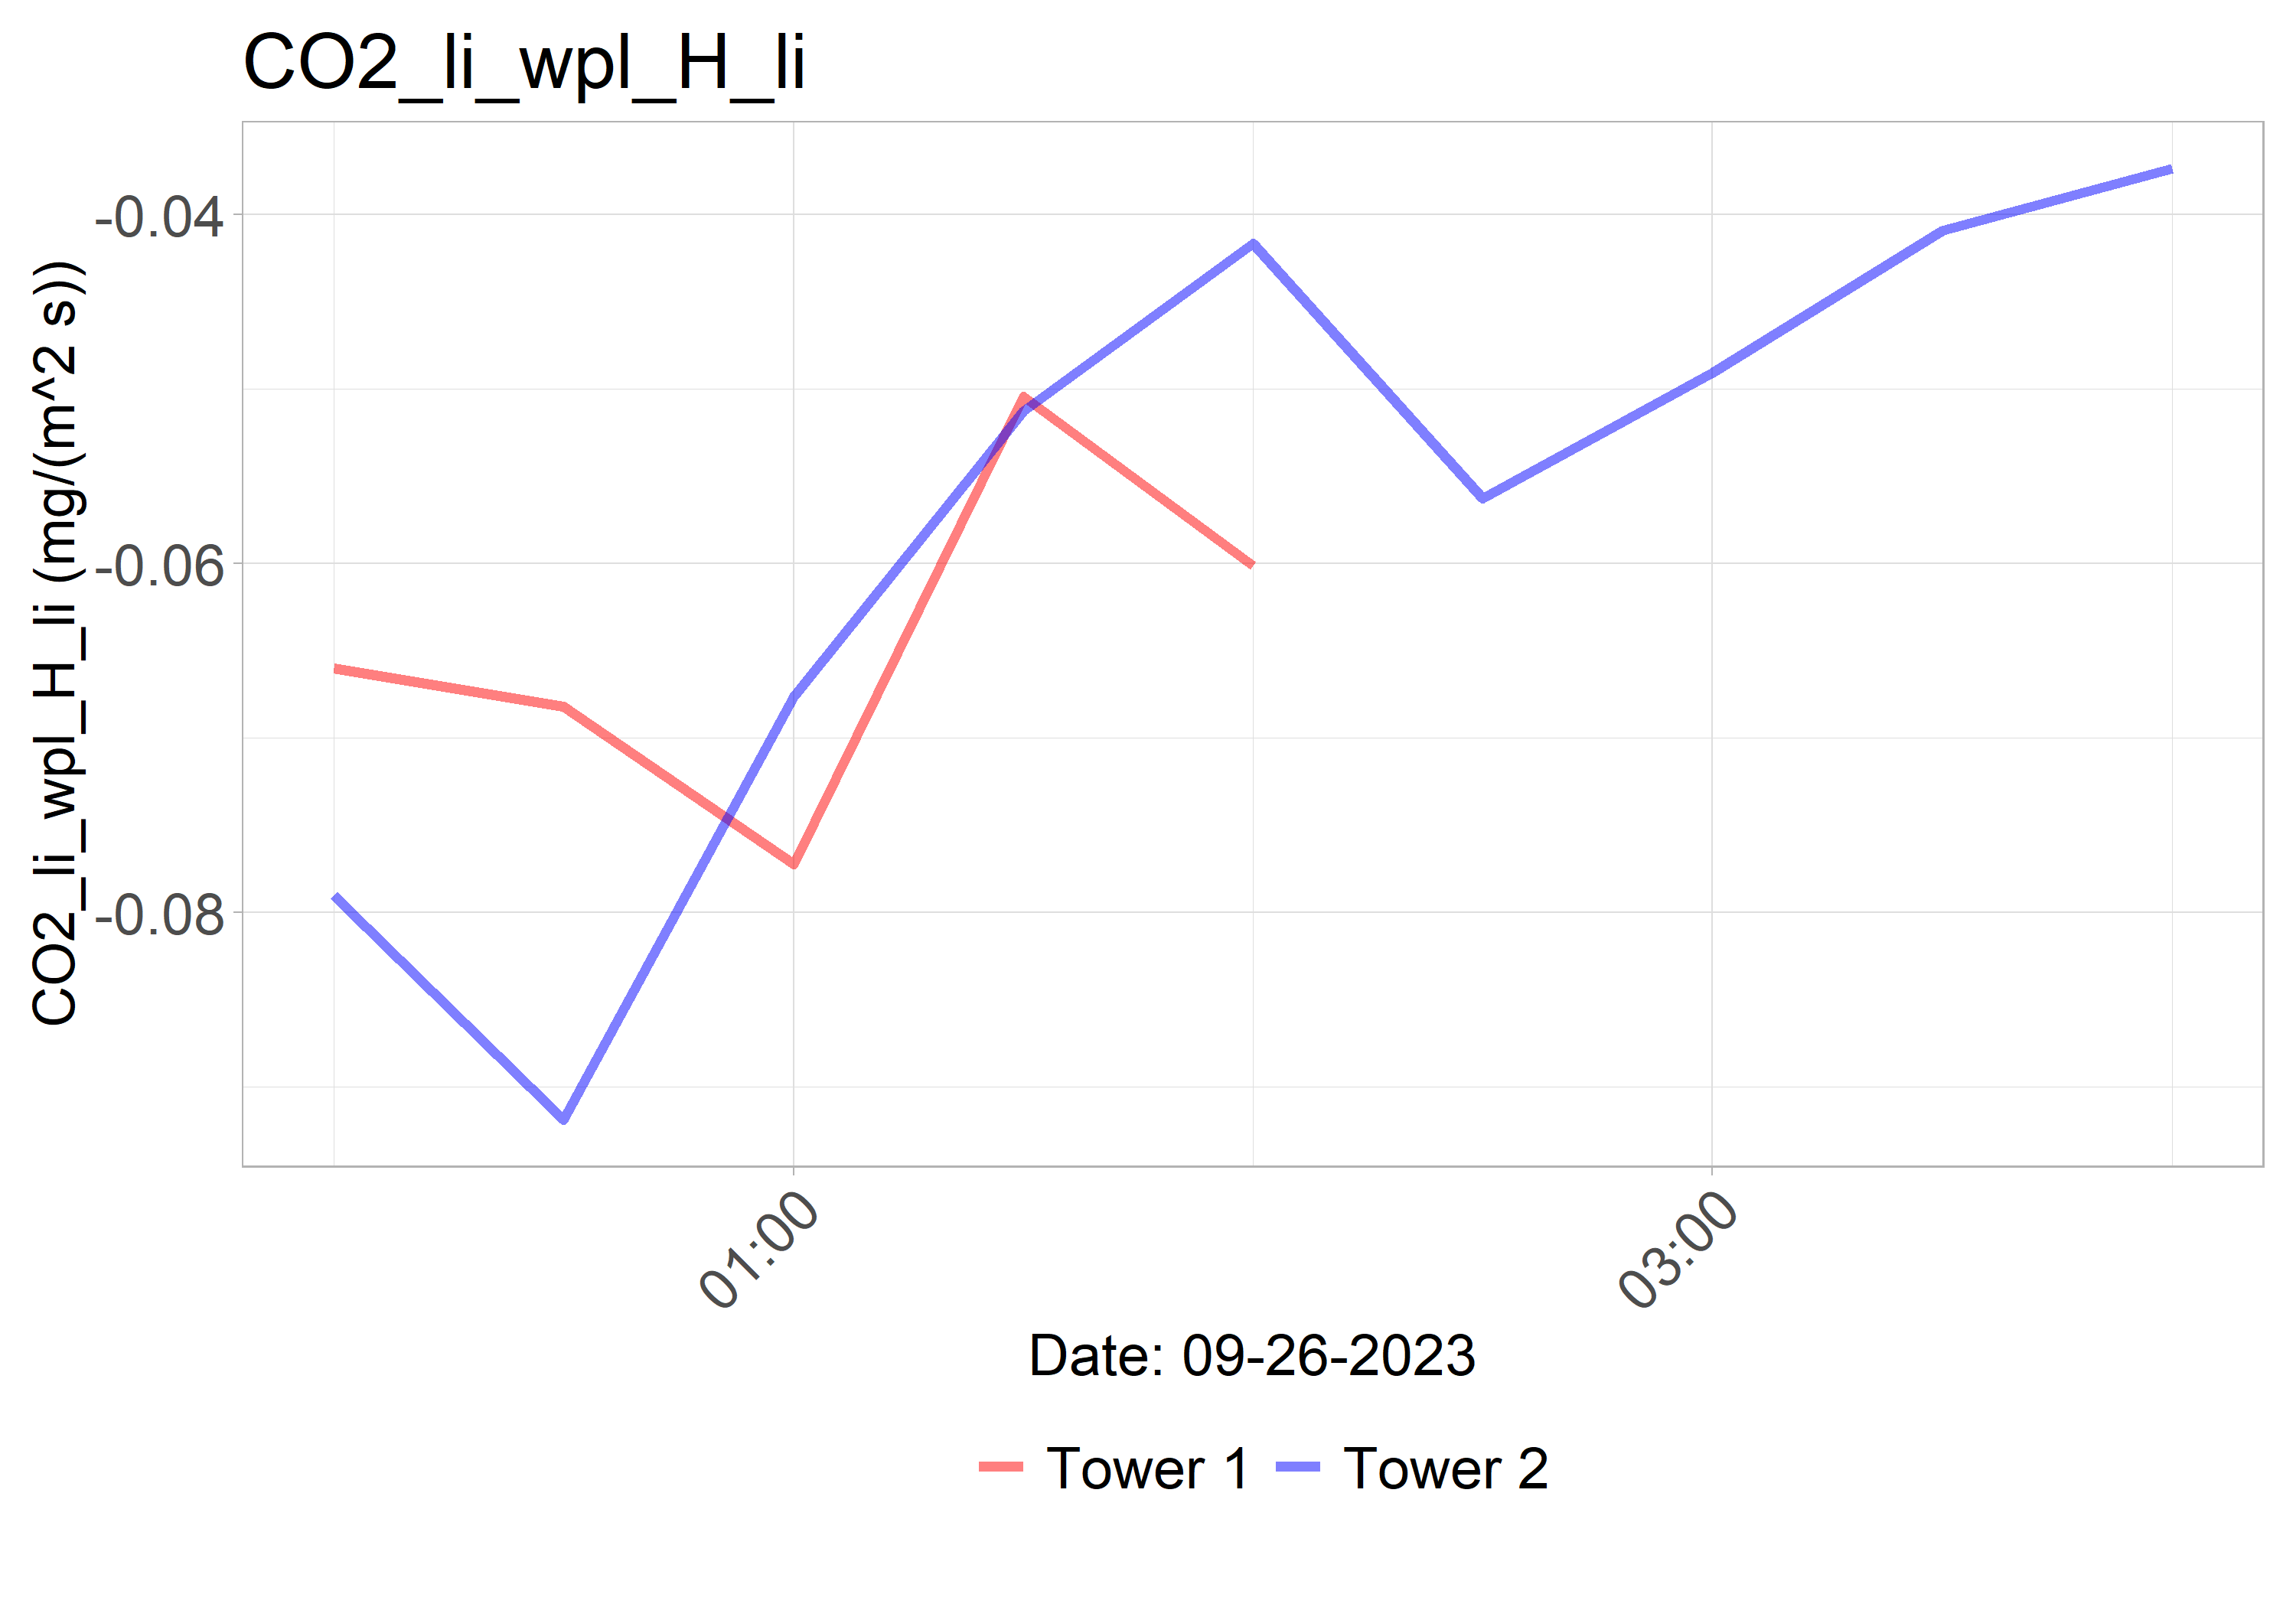 CO2_li_wpl_H_li
CO2_li_wpl_H_li (mg/(m^2 s))
-0.04
-0.06
-0.08
01:00
03:00
Date: 09-26-2023
Tower 1
Tower 2